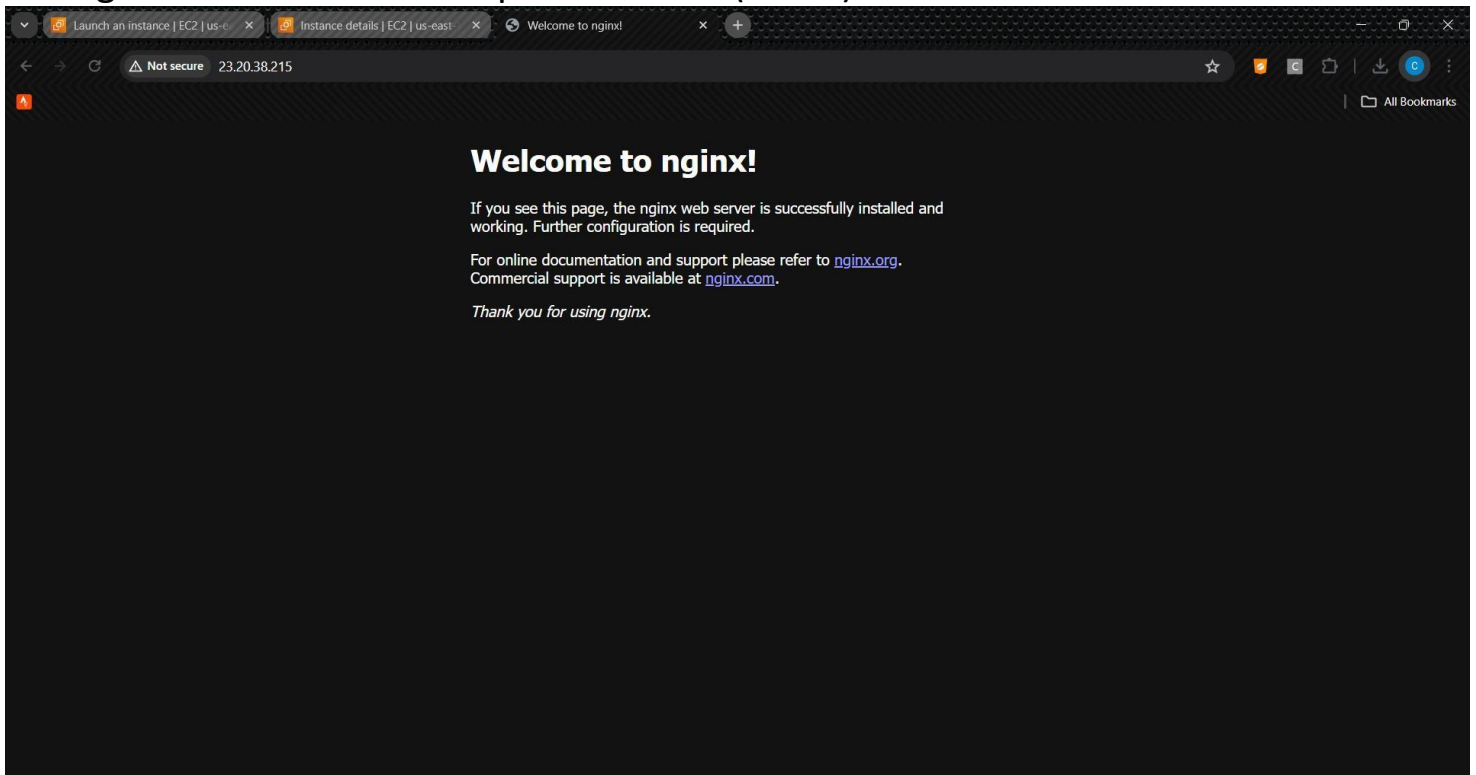 Launch an instance | EC2 | us-e
Instance details | EC2 | us-east-
Welcome to nginx!
Not secure 23.20.38.215
C
C
All Bookmarks
Welcome to nginx!
If you see this page, the nginx web server is successfully installed and
working. Further configuration is required.
For online documentation and support please refer to nginx.org.
Commercial support is available at nginx.com.
Thank you for using nginx.